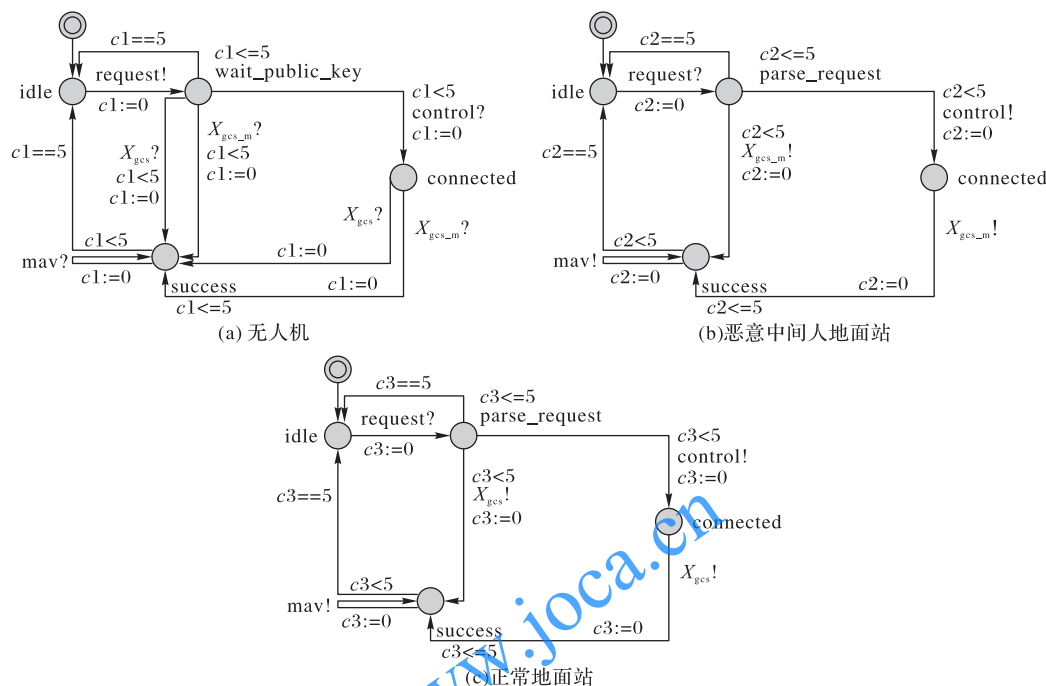 c1==5
c1<=5
wait_public_key
request!
idle
c1:=0
c1<5
control?
c1:=0
X_gcs_m?
c1<5
c1:=0
X_gcs?
c1<5
c1:=0
c1==5
connected
X_gcs?
X_gcs_m?
c1<5
c1:=0
mav?
c1:=0
success
c1:=0
c1<=5
(a) 无人机
c2==5
c2<=5
parse_request
request?
idle
c2:=0
c2<5
control!
c2:=0
c2<5
X_gcs_m!
c2:=0
c2==5
connected
X_gcs_m!
c2<5
mav!
c2:=0
success
c2:=0
c2<=5
(b)恶意中间人地面站
c3==5
c3<=5
parse_request
request?
idle
c3:=0
c3<5
control!
c3:=0
c3<5
X_gcs!
c3:=0
c3==5
connected
X_gcs!
c3<5
mav!
c3:=0
success
c3:=0
c3<=5
(c)正常地面站
w.joca.cn